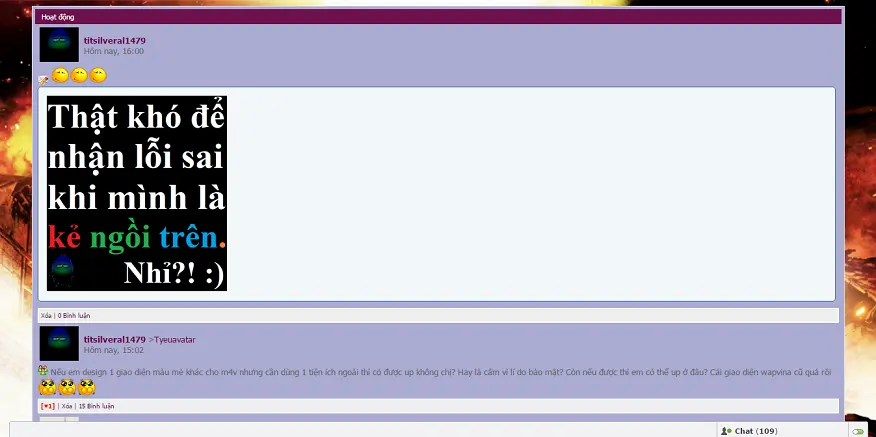 Hoạt động
titsilveral1479
Hôm nay, 16:00
Thật khó để
nhận lỗi sai
khi mình là
kẻ ngồi trên.
Nhỉ?! :)
Xóa | 0 Bình luận
titsilveral1479 >Tyeuavatar
Hôm nay, 15:02
Nếu em design 1 giao diện màu mè khác cho m4v nhưng cần dùng 1 tiện ích ngoài thì có được up không chị? Hay là cấm vì lí do bảo mật? Còn nếu được thì em có thể up ở đâu? Cái giao diện wapvina cũ quá rồi
[♥1] | Xóa | 15 Bình luận
Chat (109)